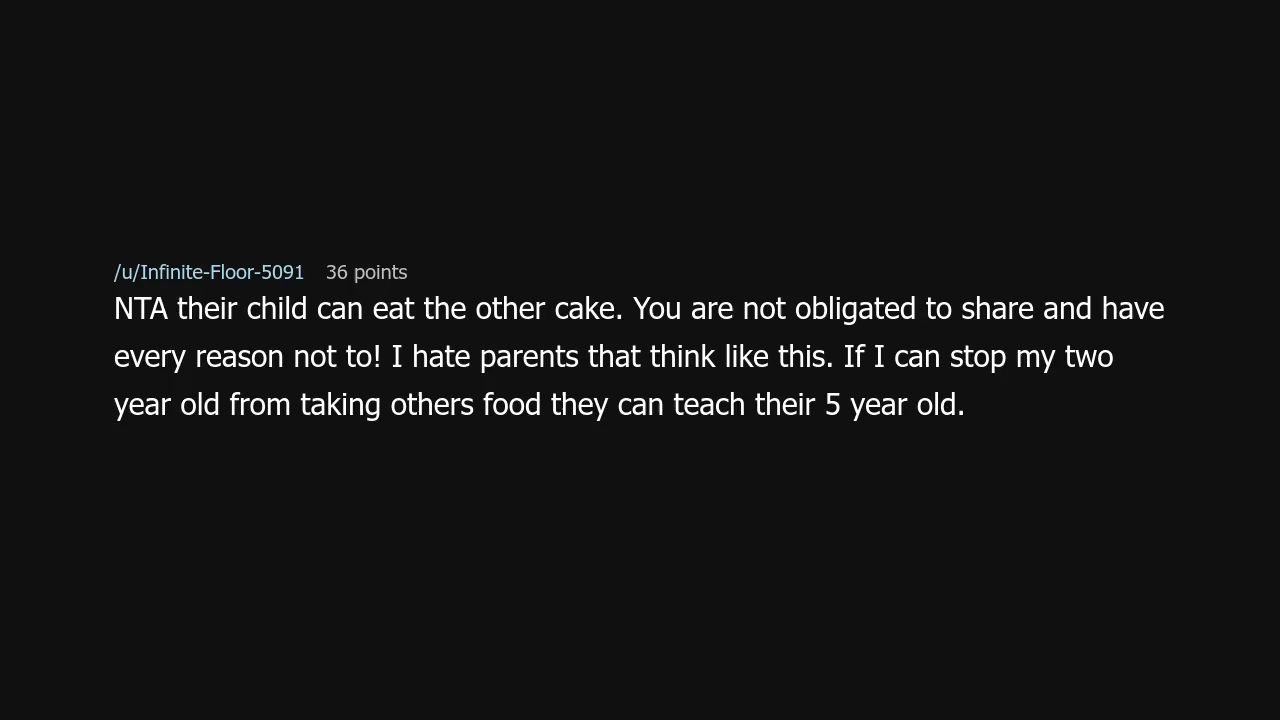 /u/Infinite-Floor-5091 36 points
NTA their child can eat the other cake. You are not obligated to share and have
every reason not to! I hate parents that think like this. If I can stop my two
year old from taking others food they can teach their 5 year old.